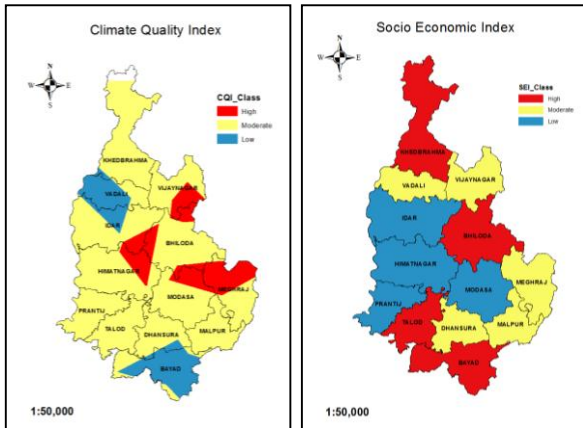 Climate Quality Index
N
W E
S
CQI_Class
High
Moderate
Low
KHEDBRAHMA
VIJAYNAGAR
VADALI
IDAR
BHILODA
HIMATNAGAR
MEGHRAJ
MODASA
PRANTIJ
TALOD
DHANSURA
MALPUR
BAYAD
1:50,000
Socio Economic Index
N
W E
S
SEI_Class
High
Moderate
Low
KHEDBRAHMA
VADALI
VIJAYNAGAR
IDAR
BHILODA
HIMATNAGAR
MEGHRAJ
MODASA
PRANTIJ
TALOD
DHANSURA
MALPUR
BAYAD
1:50,000